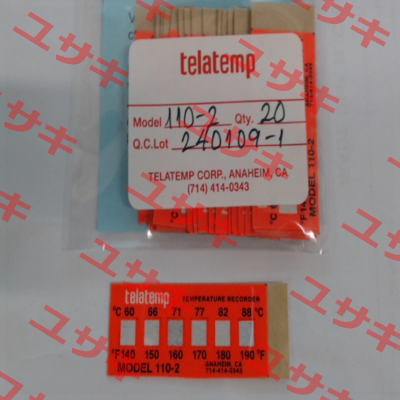 telatemp
Model 110-2 Qty. 20
Q.C. Lot 240109-1
TELATEMP CORP., ANAHEIM, CA
(714) 414-0343
MODEL 110-2
telatemp TEMPERATURE RECORDER
°C 60 66 71 77 82 88 °C
°F 140 150 160 170 180 190 °F
MODEL 110-2 ANAHEIM, CA
714-414-0343
ユサキ
ユサキ
ユサキ
ユサキ
ユサキ